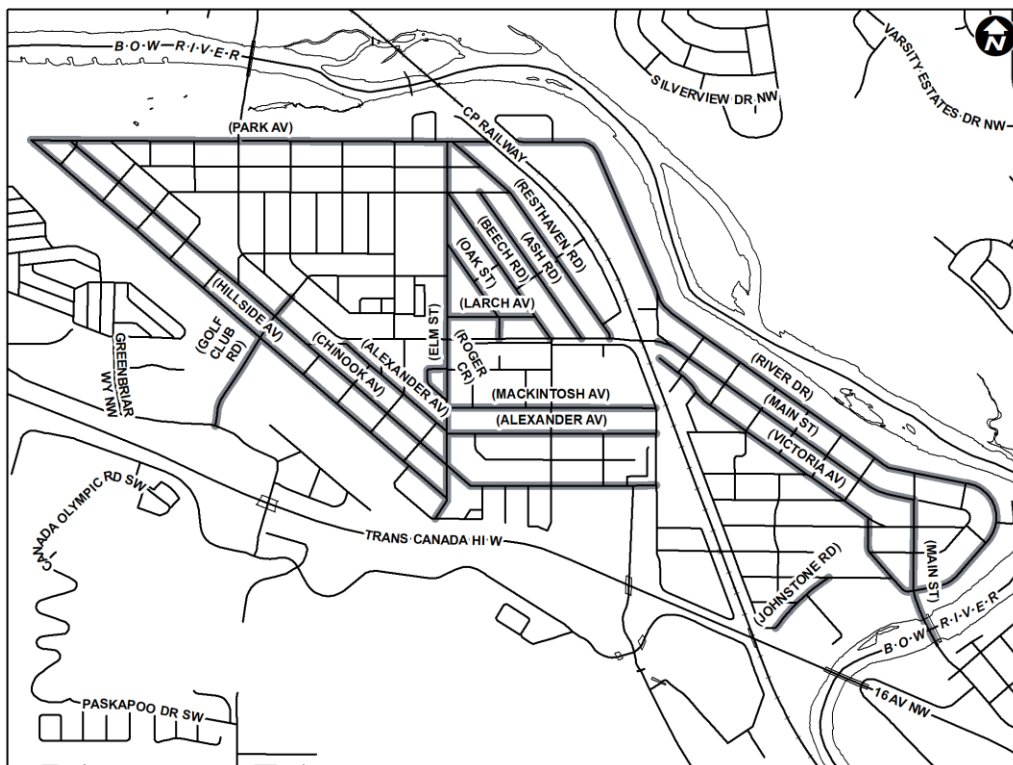 BOW RIVER
N
SILVERVIEW DR NW
VARSITY ESTATES DR NW
(PARK AV)
CP RAILWAY
(RESTHAVEN RD)
(ASH RD)
(BEECH RD)
(OAK ST)
(LARCH AV)
(HILLSIDE AV)
(GOLF
CLUB
RD)
(ELM ST)
(ROGER
CR)
(CHINOOK AV)
(ALEXANDER AV)
GREENBRIAR
WY NW
(MACKINTOSH AV)
(ALEXANDER AV)
(RIVER DR)
(MAIN ST)
(VICTORIA AV)
CANADA OLYMPIC RD SW
TRANS CANADA HI W
(JOHNSTONE RD)
(MAIN ST)
BOW RIVER
16 AV NW
PASKAPOO DR SW